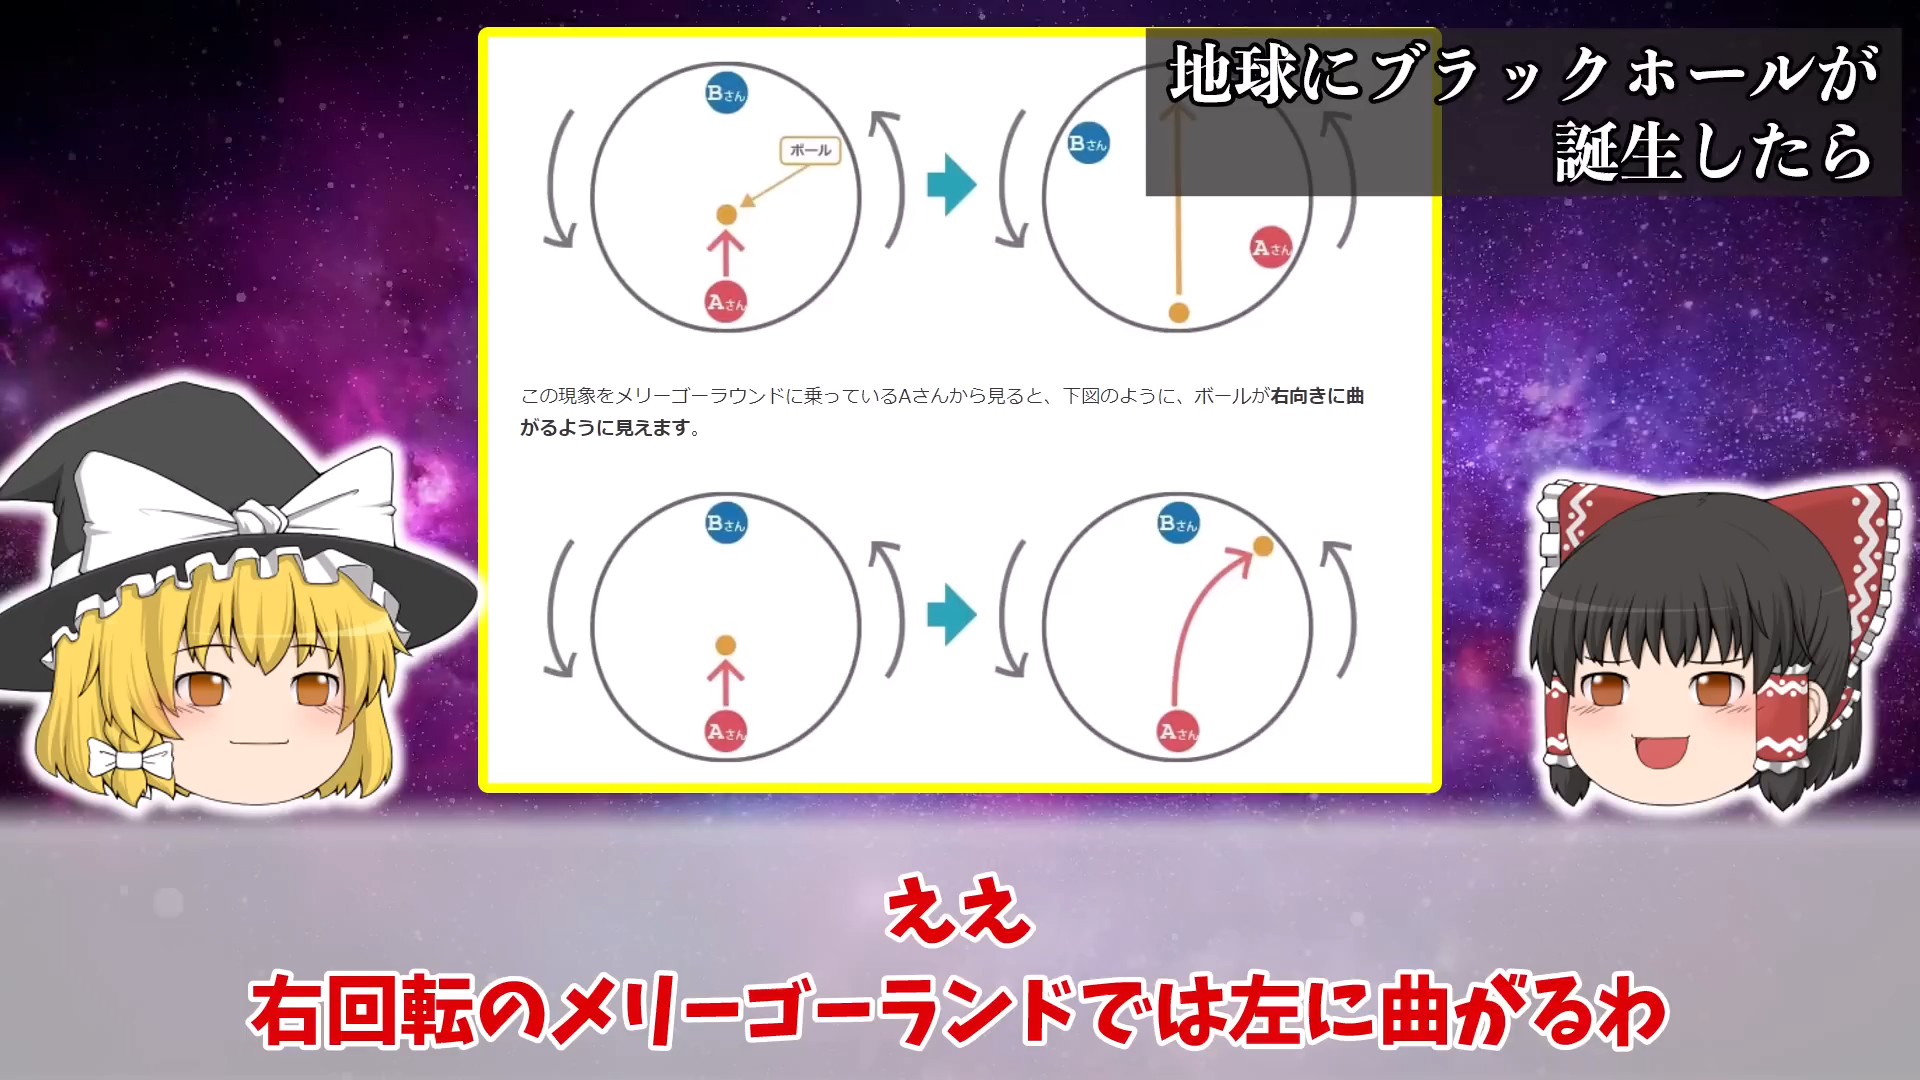 地球にブラックホールが
誕生したら
Bさん
ボール
Aさん
Bさん
Aさん
この現象をメリーゴーラウンドに乗っているAさんから見ると、下図のように、ボールが右向きに曲
がるように見えます。
Bさん
Aさん
Bさん
Aさん
ええ
右回転のメリーゴーランドでは左に曲がるわ